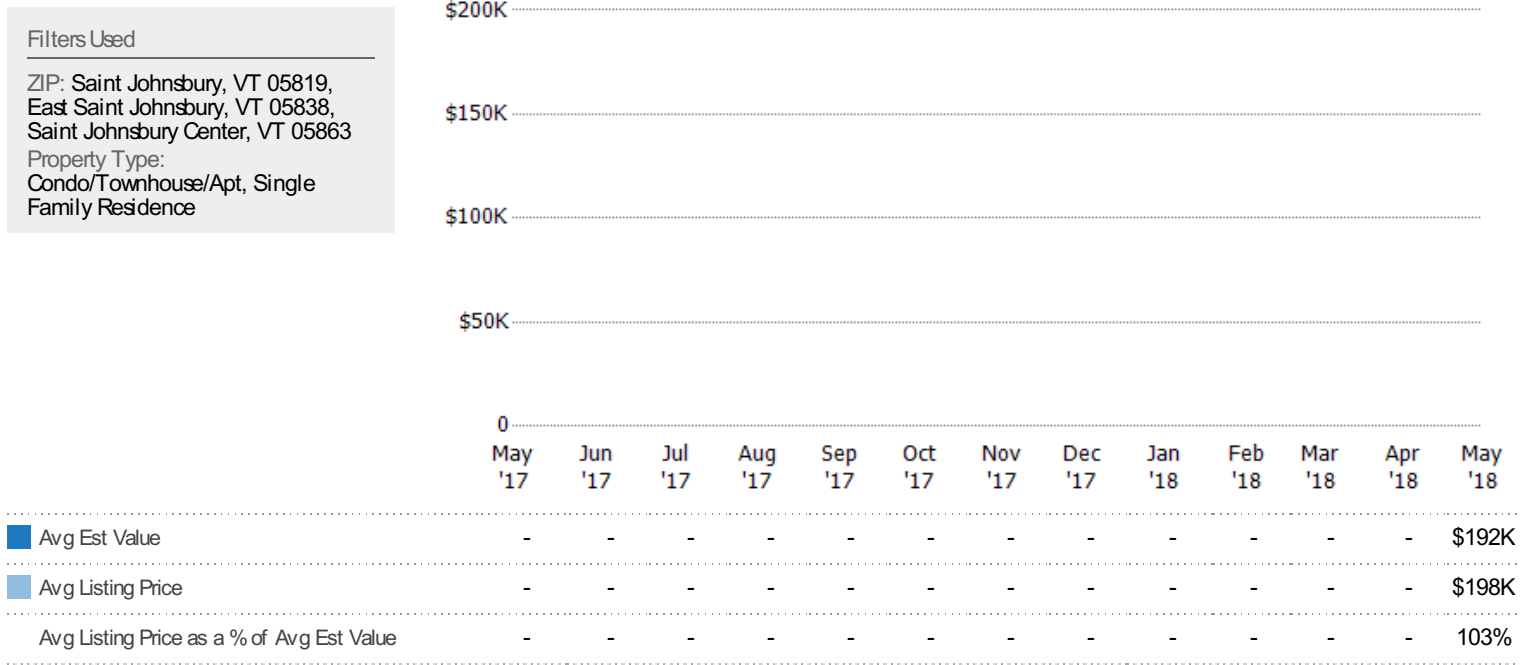 Filters Used
ZIP: Saint Johnsbury, VT 05819,
East Saint Johnsbury, VT 05838,
Saint Johnsbury Center, VT 05863
Property Type:
Condo/Townhouse/Apt, Single
Family Residence
$200K
$150K
$100K
$50K
0
May Jun Jul Aug Sep Oct Nov Dec Jan Feb Mar Apr May
'17 '17 '17 '17 '17 '17 '17 '17 '18 '18 '18 '18 '18
Avg Est Value - - - - - - - - - - - - $192K
Avg Listing Price - - - - - - - - - - - - $198K
Avg Listing Price as a % of Avg Est Value - - - - - - - - - - - - 103%